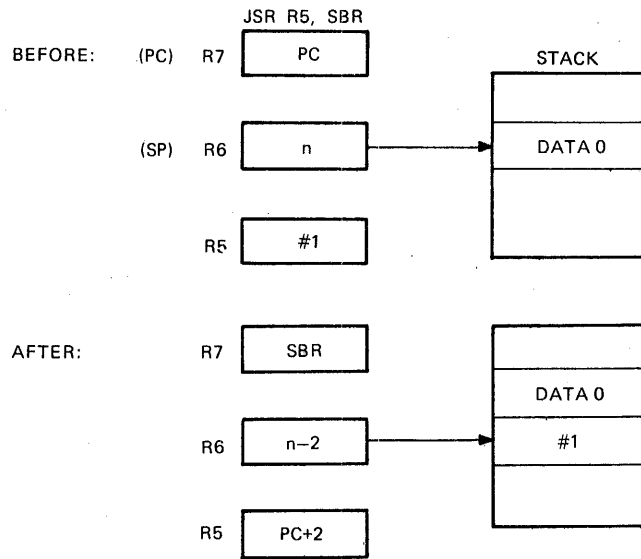 JSR R5, SBR
BEFORE: (PC) R7 PC
STACK
(SP) R6 n DATA 0
R5 #1
AFTER: R7 SBR
DATA 0
R6 n−2 #1
R5 PC+2